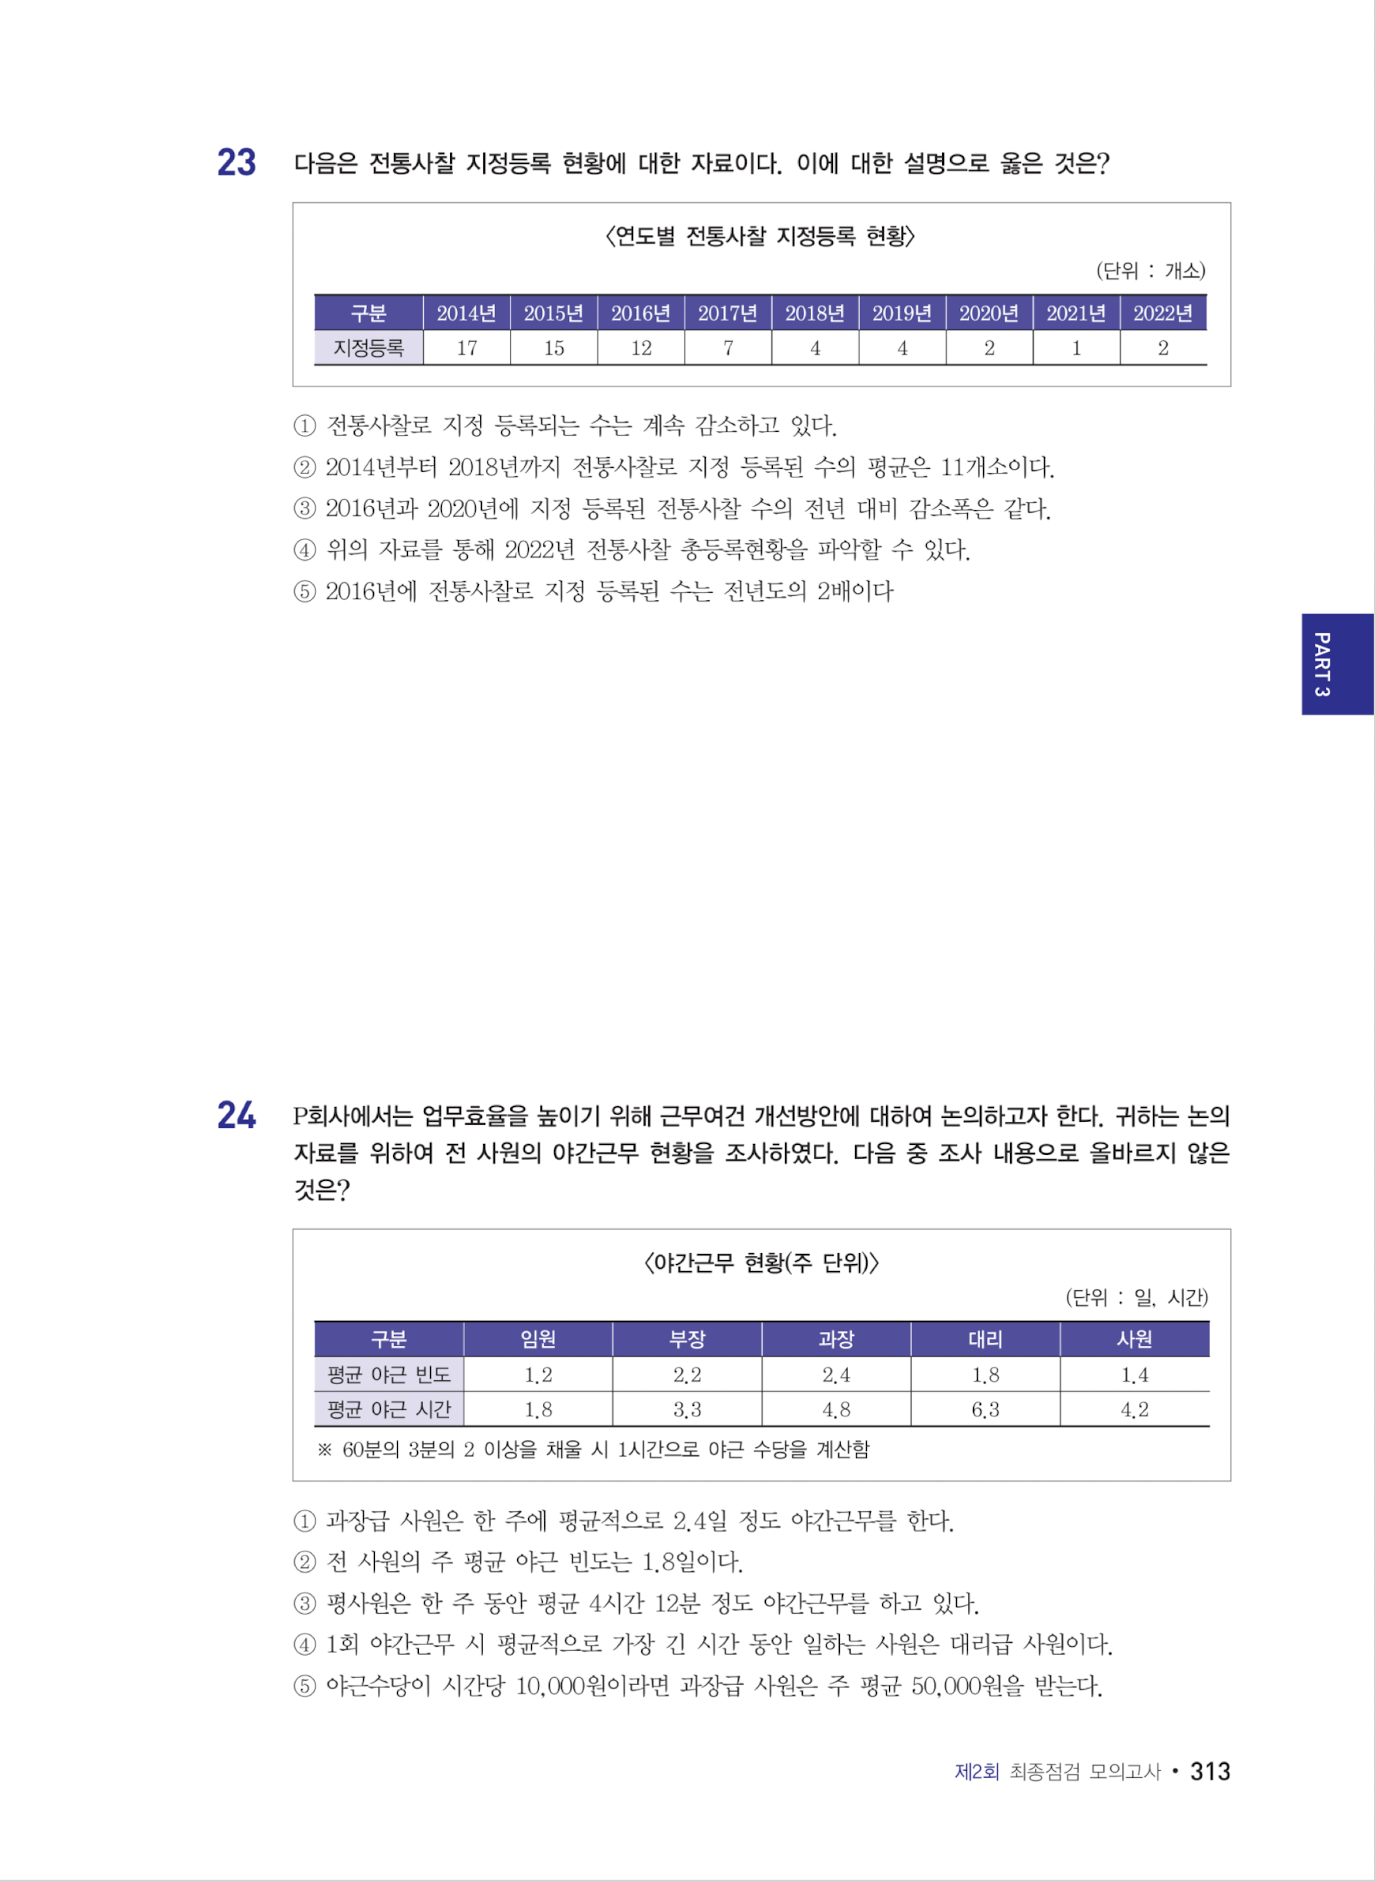 23 다음은 전통사찰 지정등록 현황에 대한 자료이다. 이에 대한 설명으로 옳은 것은?
〈연도별 전통사찰 지정등록 현황〉
(단위 : 개소)
구분 2014년 2015년 2016년 2017년 2018년 2019년 2020년 2021년 2022년
지정등록 17 15 12 7 4 4 2 1 2
① 전통사찰로 지정 등록되는 수는 계속 감소하고 있다.
② 2014년부터 2018년까지 전통사찰로 지정 등록된 수의 평균은 11개소이다.
③ 2016년과 2020년에 지정 등록된 전통사찰 수의 전년 대비 감소폭은 같다.
④ 위의 자료를 통해 2022년 전통사찰 총등록현황을 파악할 수 있다.
⑤ 2016년에 전통사찰로 지정 등록된 수는 전년도의 2배이다
PART 3
24 P회사에서는 업무효율을 높이기 위해 근무여건 개선방안에 대하여 논의하고자 한다. 귀하는 논의
자료를 위하여 전 사원의 야간근무 현황을 조사하였다. 다음 중 조사 내용으로 올바르지 않은
것은?
〈야간근무 현황(주 단위)〉
(단위 : 일, 시간)
구분 임원 부장 과장 대리 사원
평균 야근 빈도 1.2 2.2 2.4 1.8 1.4
평균 야근 시간 1.8 3.3 4.8 6.3 4.2
※ 60분의 3분의 2 이상을 채울 시 1시간으로 야근 수당을 계산함
① 과장급 사원은 한 주에 평균적으로 2.4일 정도 야간근무를 한다.
② 전 사원의 주 평균 야근 빈도는 1.8일이다.
③ 평사원은 한 주 동안 평균 4시간 12분 정도 야간근무를 하고 있다.
④ 1회 야간근무 시 평균적으로 가장 긴 시간 동안 일하는 사원은 대리급 사원이다.
⑤ 야근수당이 시간당 10,000원이라면 과장급 사원은 주 평균 50,000원을 받는다.
제2회 최종점검 모의고사 • 313